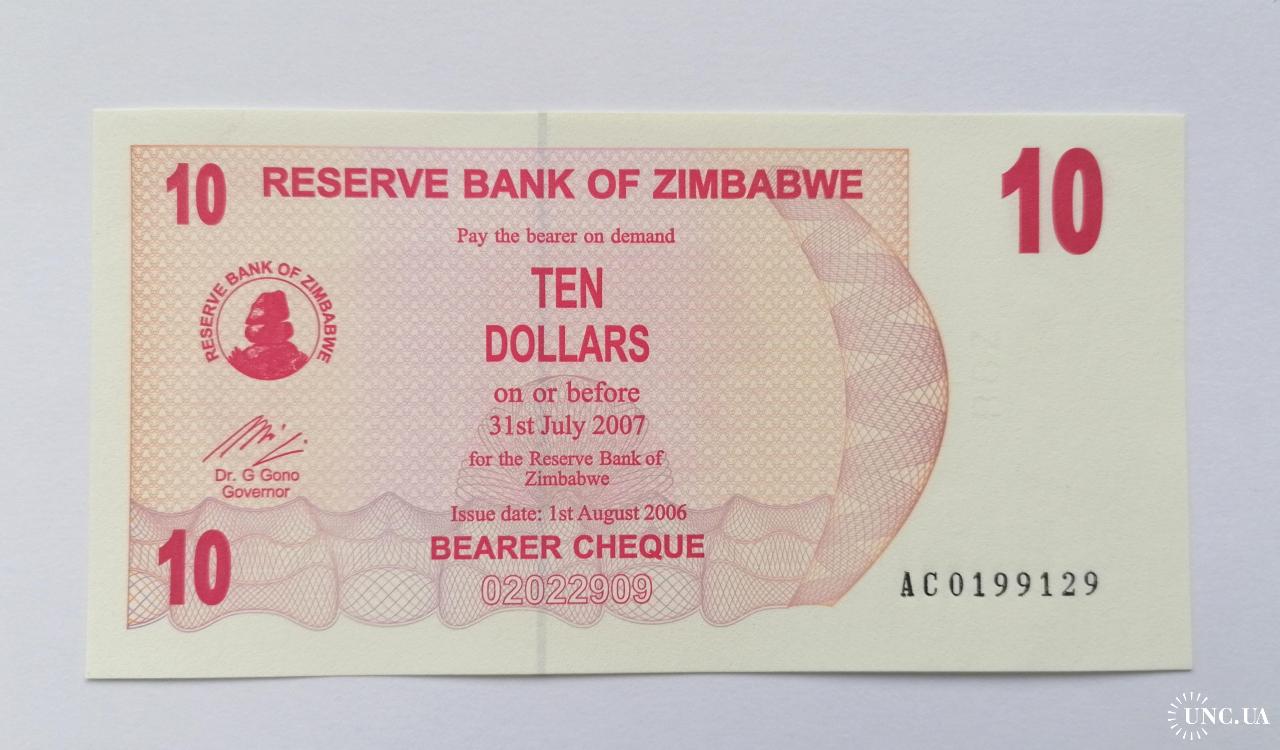 10
RESERVE BANK OF ZIMBABWE
10
Pay the bearer on demand
TEN
DOLLARS
RESERVE BANK OF ZIMBABWE
on or before
31st July 2007
for the Reserve Bank of
Zimbabwe
Dr. G Gono
Governor
Issue date: 1st August 2006
10
BEARER CHEQUE
02022909
AC0199129
UNC.UA